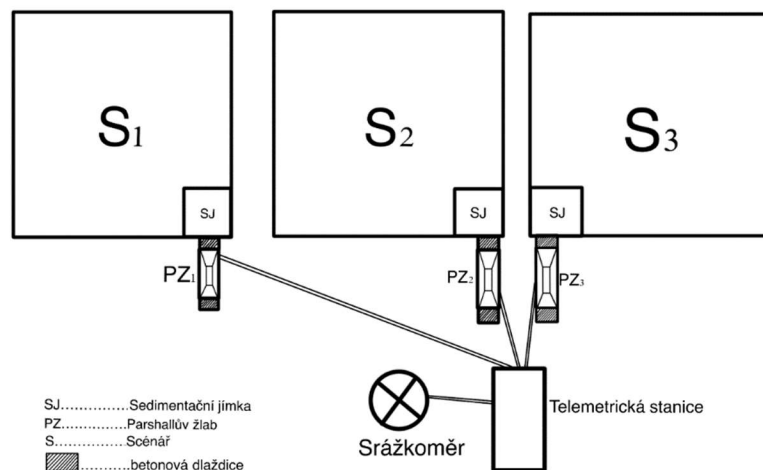 S1
S2
S3
SJ
SJ
SJ
PZ1
PZ2
PZ3
Telemetrická stanice
Srážkoměr
SJ..............Sedimentační jímka
PZ..............Parshallův žlab
S................Scénář
..........betonová dlaždice